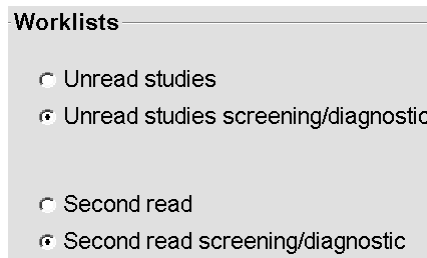 Worklists
Unread studies
Unread studies screening/diagnostic
Second read
Second read screening/diagnostic